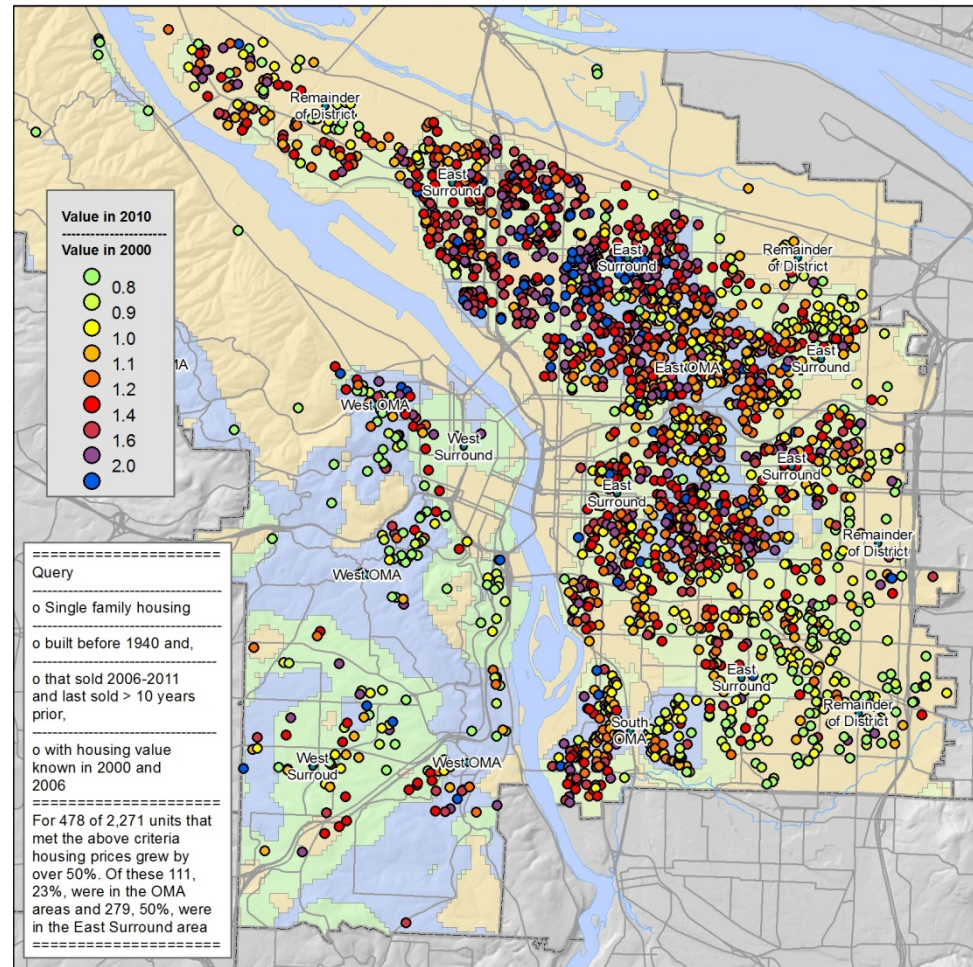 Remainder
of District
East
Surround
Value in 2010
--------------------
Value in 2000
0.8
0.9
1.0
1.1
1.2
1.4
1.6
2.0
East
Surround
Remainder
of District
East
Surround
East OMA
MA
West OMA
West
Surround
East
Surround
East
Surround
Remainder
of District
West OMA
East
Surround
Remainder
of District
South
OMA
West OMA
West
Surroud
=====================
Query
---------------------------------
o Single family housing
---------------------------------
o built before 1940 and,
---------------------------------
o that sold 2006-2011
and last sold > 10 years
prior,
---------------------------------
o with housing value
known in 2000 and
2006
=====================
For 478 of 2,271 units that
met the above criteria
housing prices grew by
over 50%. Of these 111,
23%, were in the OMA
areas and 279, 50%, were
in the East Surround area
=====================